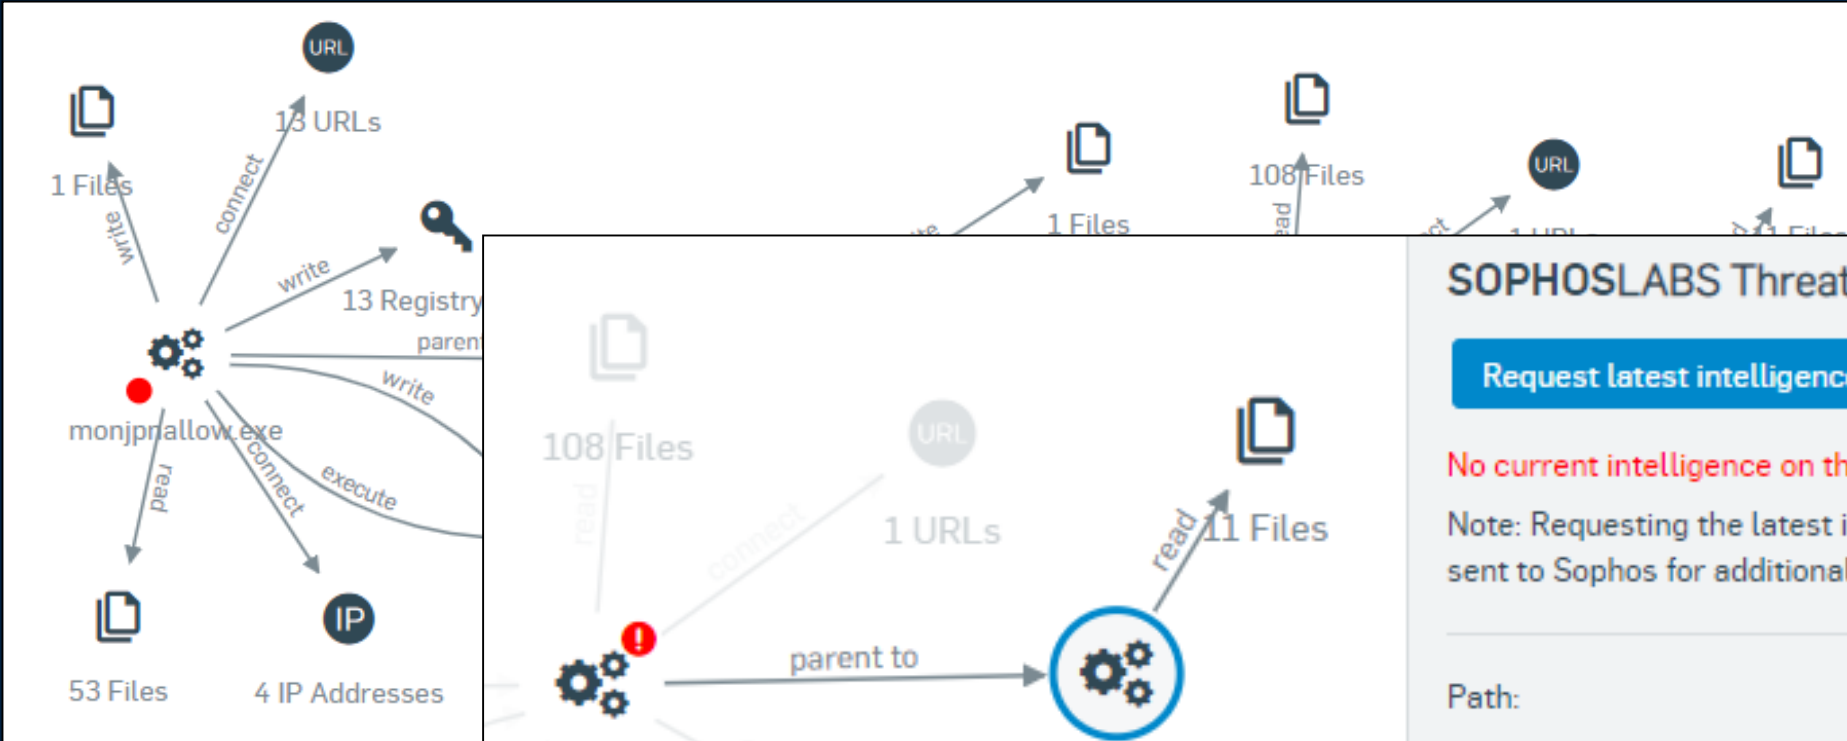 URL
13 URLs
1 Files
connect
write
write
13 Registry
parent
write
monjpnallow.exe
read
connect
execute
53 Files
IP
4 IP Addresses
1 Files
108 Files
URL
108 Files
read
URL
connect
1 URLs
read
11 Files
parent to
SOPHOSLABS Threat
Request latest intelligence
No current intelligence on th
Note: Requesting the latest i
sent to Sophos for additional
Path: